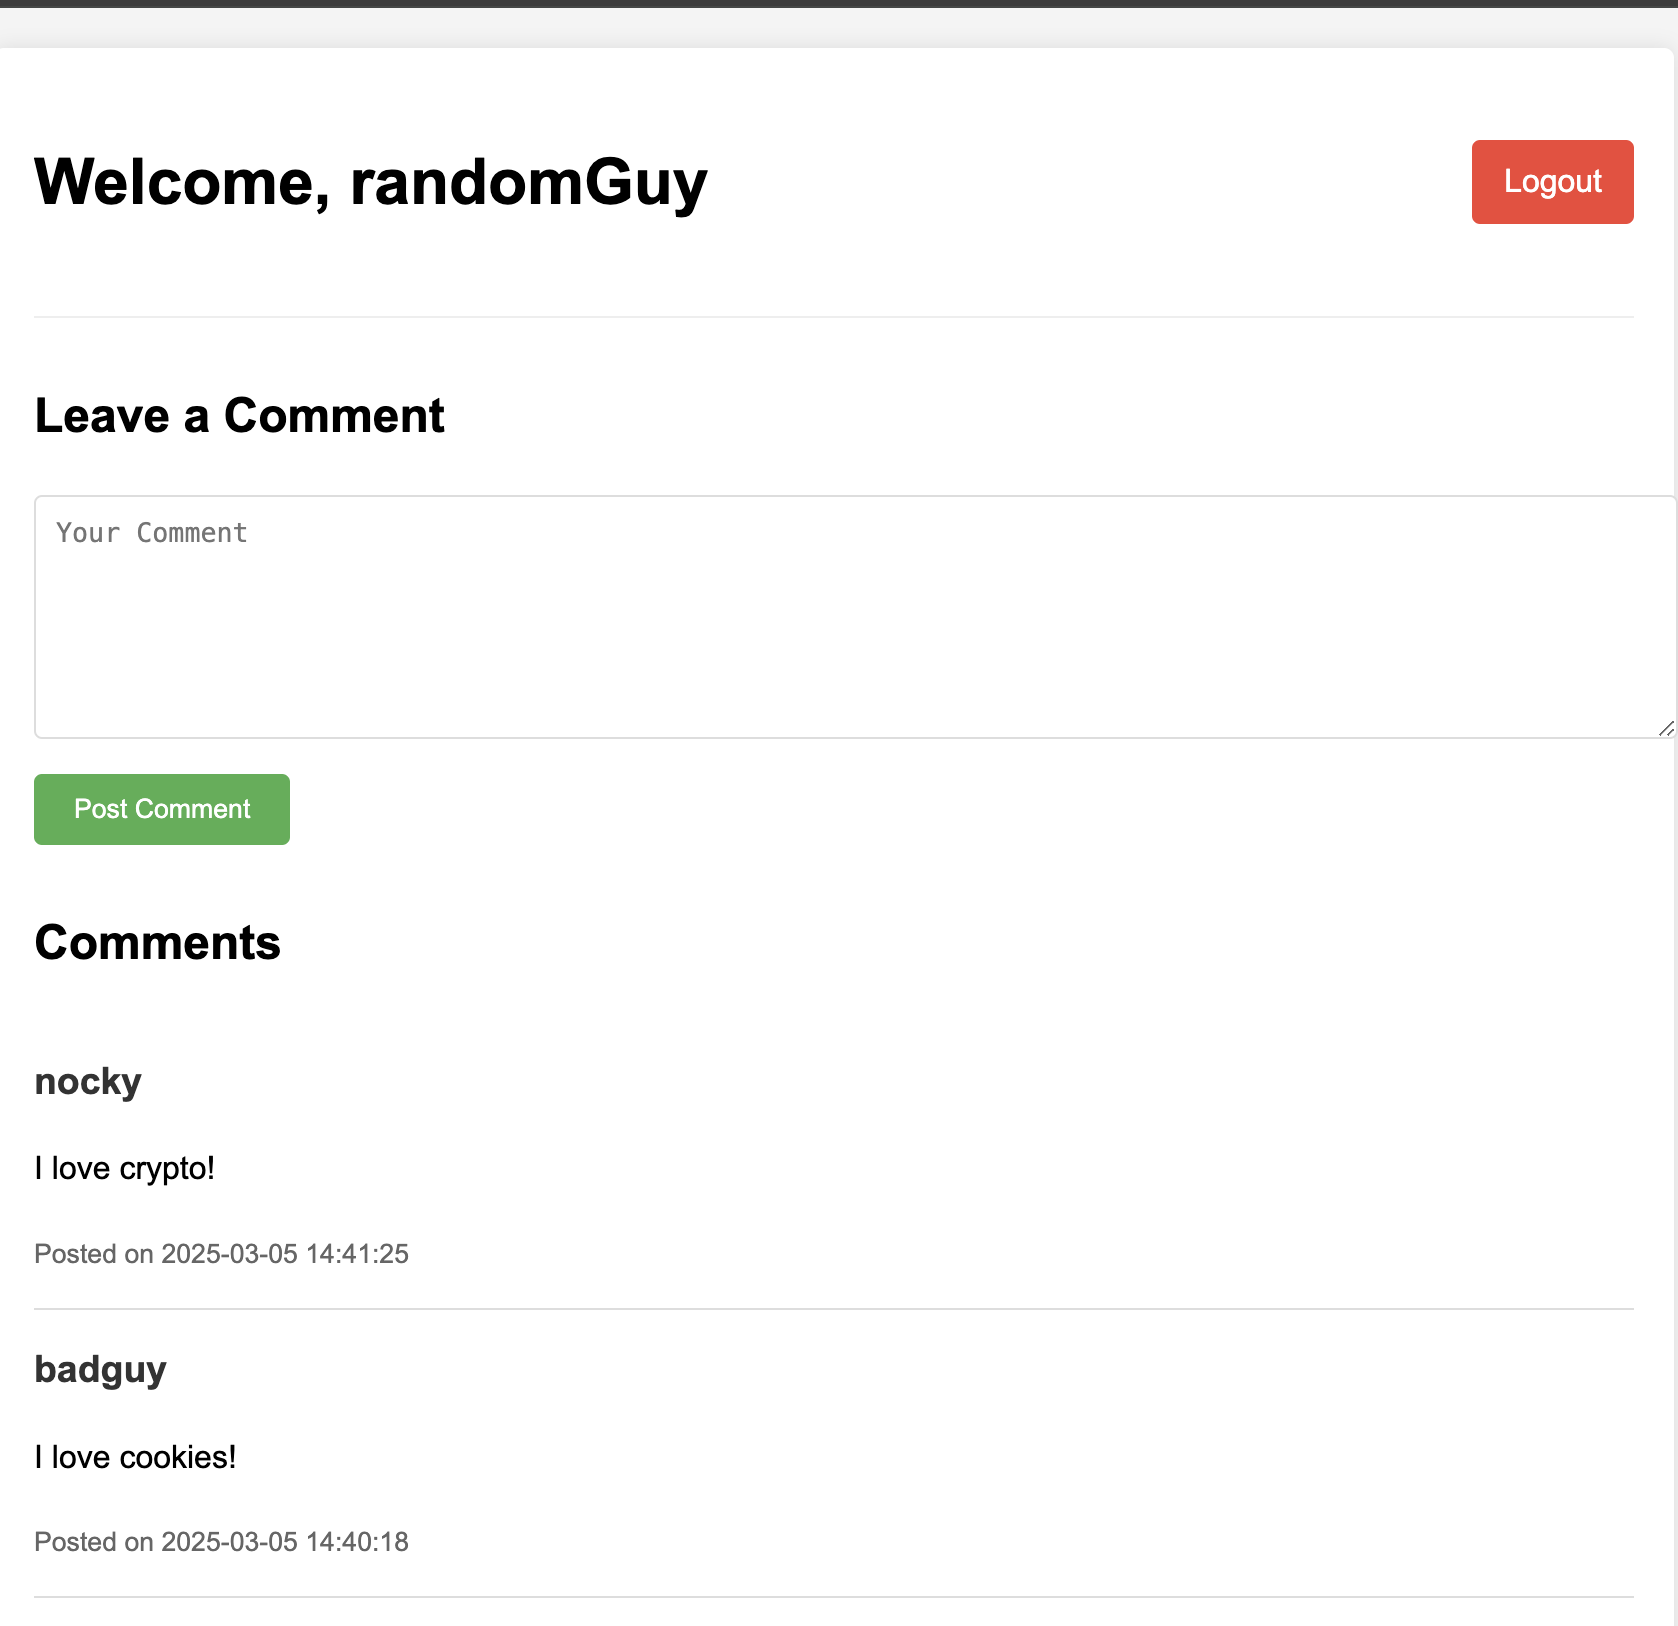 Welcome, randomGuy
Logout
Leave a Comment
Your Comment
Post Comment
Comments
nocky
I love crypto!
Posted on 2025-03-05 14:41:25
badguy
I love cookies!
Posted on 2025-03-05 14:40:18